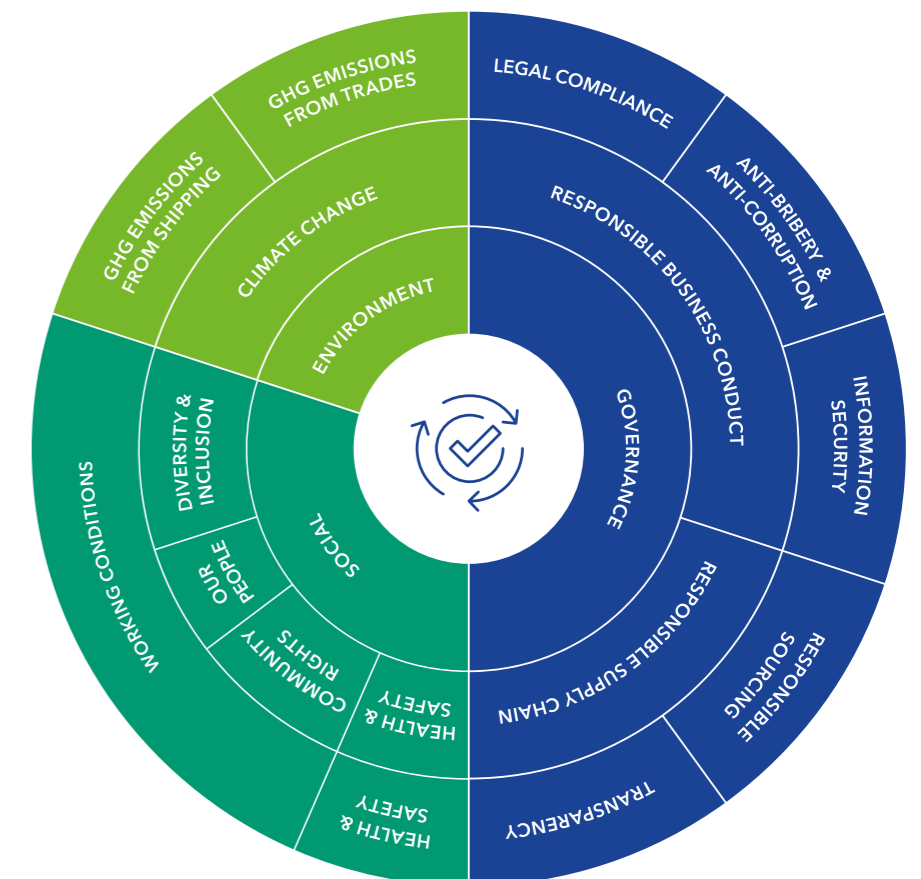 GHG EMISSIONS
FROM TRADES
GHG EMISSIONS
FROM SHIPPING
CLIMATE CHANGE
ENVIRONMENT
LEGAL COMPLIANCE
ANTI-BRIBERY &
ANTI-CORRUPTION
INFORMATION
SECURITY
RESPONSIBLE BUSINESS CONDUCT
GOVERNANCE
RESPONSIBLE SUPPLY CHAIN
RESPONSIBLE
SOURCING
TRANSPARENCY
SOCIAL
DIVERSITY &
INCLUSION
OUR
PEOPLE
COMMUNITY
RIGHTS
HEALTH &
SAFETY
WORKING CONDITIONS
HEALTH &
SAFETY